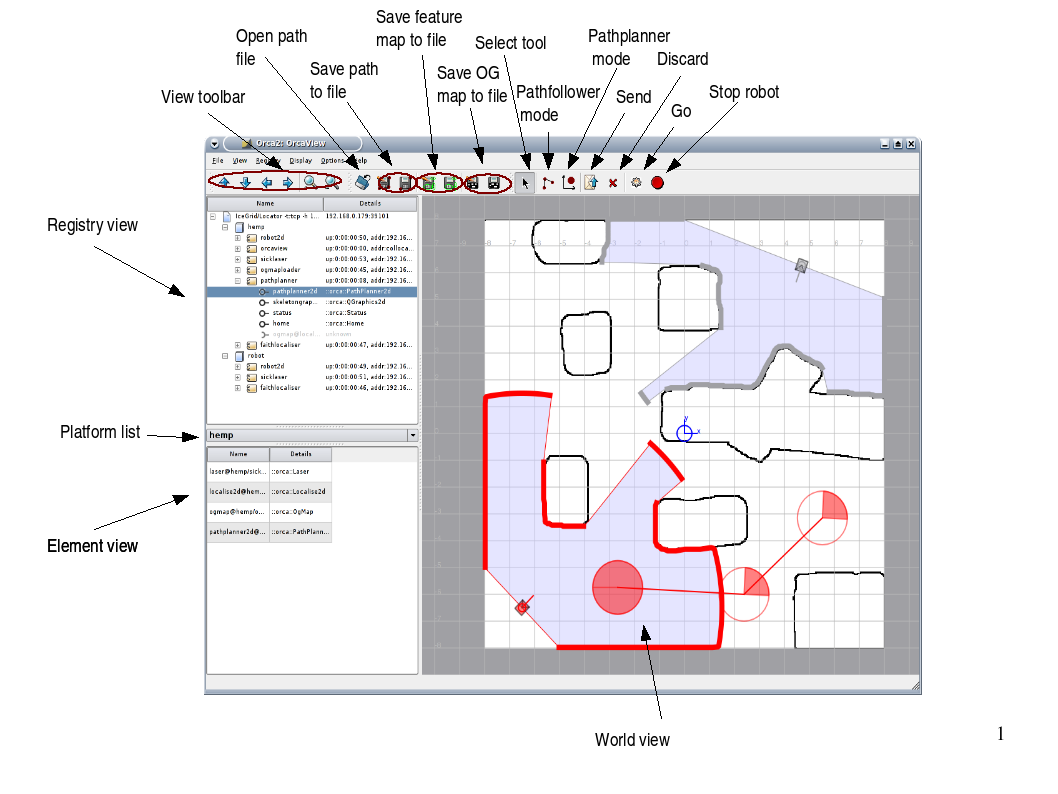 Save feature
map to file
Open path
file
Select tool
Pathplanner
mode
Discard
Save path
to file
Save OG
map to file
Pathfollower
mode
Send
Go
Stop robot
View toolbar
Orca2: OrcaView
File View Registry Display Options Help
Name Details
IceGrid/Locator -t:tcp -h 1... 192.168.0.179:39101
hemp
robot2d up:0:00:00:50, addr:192.16...
orcaview up:0:00:00:00, addr:colloca...
sicklaser up:0:00:00:53, addr:192.16...
ogmaploader up:0:00:00:45, addr:192.16...
pathplanner up:0:00:00:08, addr:192.16...
pathplanner2d ::orca::PathPlanner2d
skeletongrap... ::orca::QGraphics2d
status ::orca::Status
home ::orca::Home
ogmap@local... unknown
faithlocaliser up:0:00:00:47, addr:192.16...
robot
robot2d up:0:00:00:49, addr:192.16...
sicklaser up:0:00:00:51, addr:192.16...
faithlocaliser up:0:00:00:46, addr:192.16...
Registry view
Platform list
hemp
Name Details
laser@hemp/sick... ::orca::Laser
localise2d@hem... ::orca::Localise2d
ogmap@hemp/o... ::orca::OgMap
pathplanner2d@... ::orca::PathPlann...
Element view
y
x
World view
1